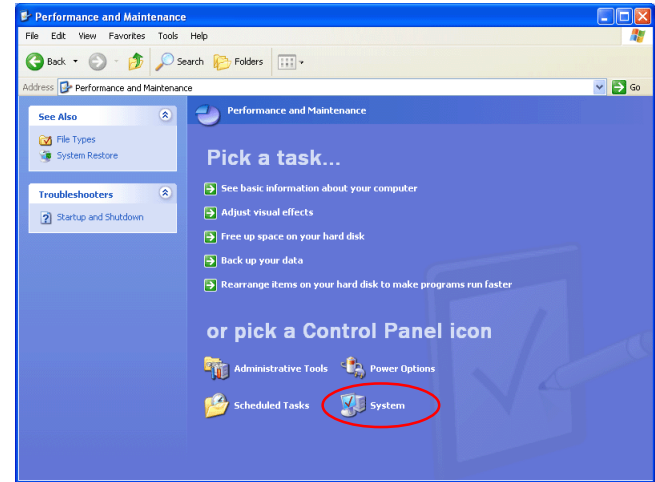 Performance and Maintenance
File Edit View Favorites Tools Help
Back Search Folders
Address Performance and Maintenance Go
See Also
File Types
System Restore
Troubleshooters
Startup and Shutdown
Performance and Maintenance
Pick a task...
See basic information about your computer
Adjust visual effects
Free up space on your hard disk
Back up your data
Rearrange items on your hard disk to make programs run faster
or pick a Control Panel icon
Administrative Tools Power Options
Scheduled Tasks System